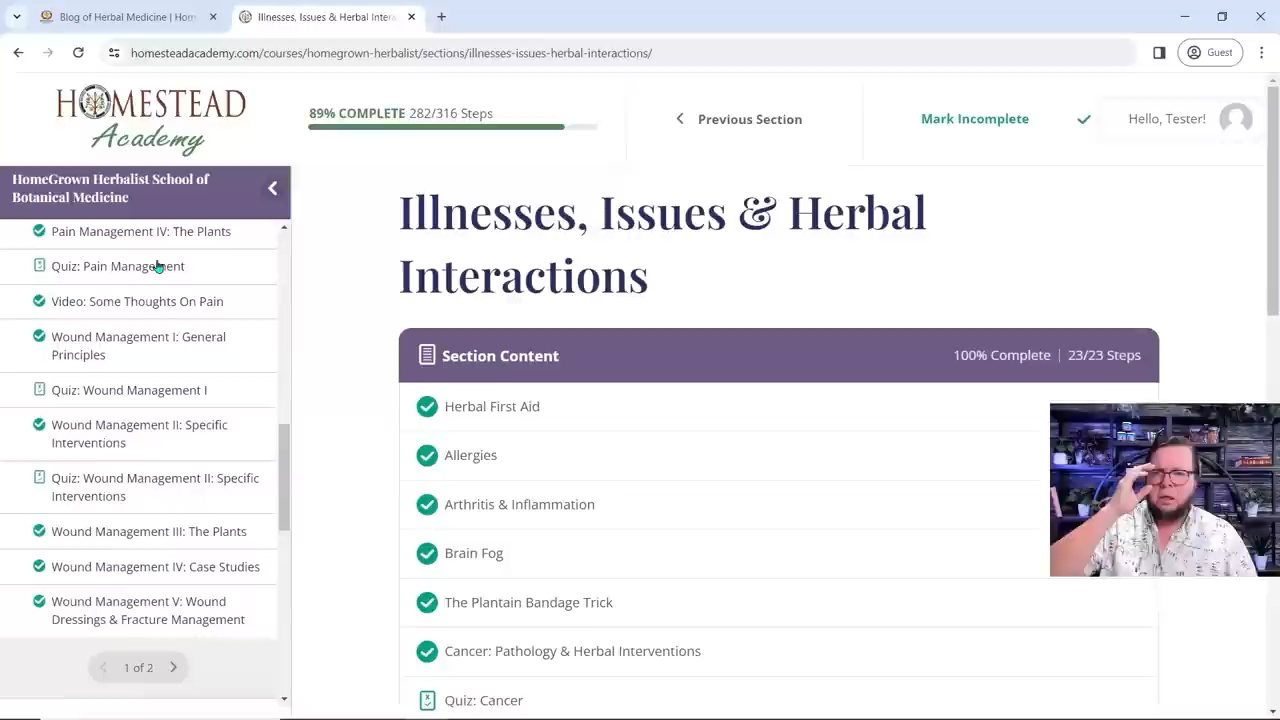 Blog of Herbal Medicine | Hom
Illnesses, Issues & Herbal Inter
homesteadacademy.com/courses/homegrown-herbalist/sections/illnesses-issues-herbal-interactions/
Guest
HOMESTEAD
Academy
89% COMPLETE 282/316 Steps
Previous Section
Mark Incomplete
Hello, Tester!
HomeGrown Herbalist School of
Botanical Medicine
Pain Management IV: The Plants
Quiz: Pain Management
Video: Some Thoughts On Pain
Wound Management I: General
Principles
Quiz: Wound Management I
Wound Management II: Specific
Interventions
Quiz: Wound Management II: Specific
Interventions
Wound Management III: The Plants
Wound Management IV: Case Studies
Wound Management V: Wound
Dressings & Fracture Management
1 of 2
Illnesses, Issues & Herbal
Interactions
Section Content
100% Complete | 23/23 Steps
Herbal First Aid
Allergies
Arthritis & Inflammation
Brain Fog
The Plantain Bandage Trick
Cancer: Pathology & Herbal Interventions
Quiz: Cancer